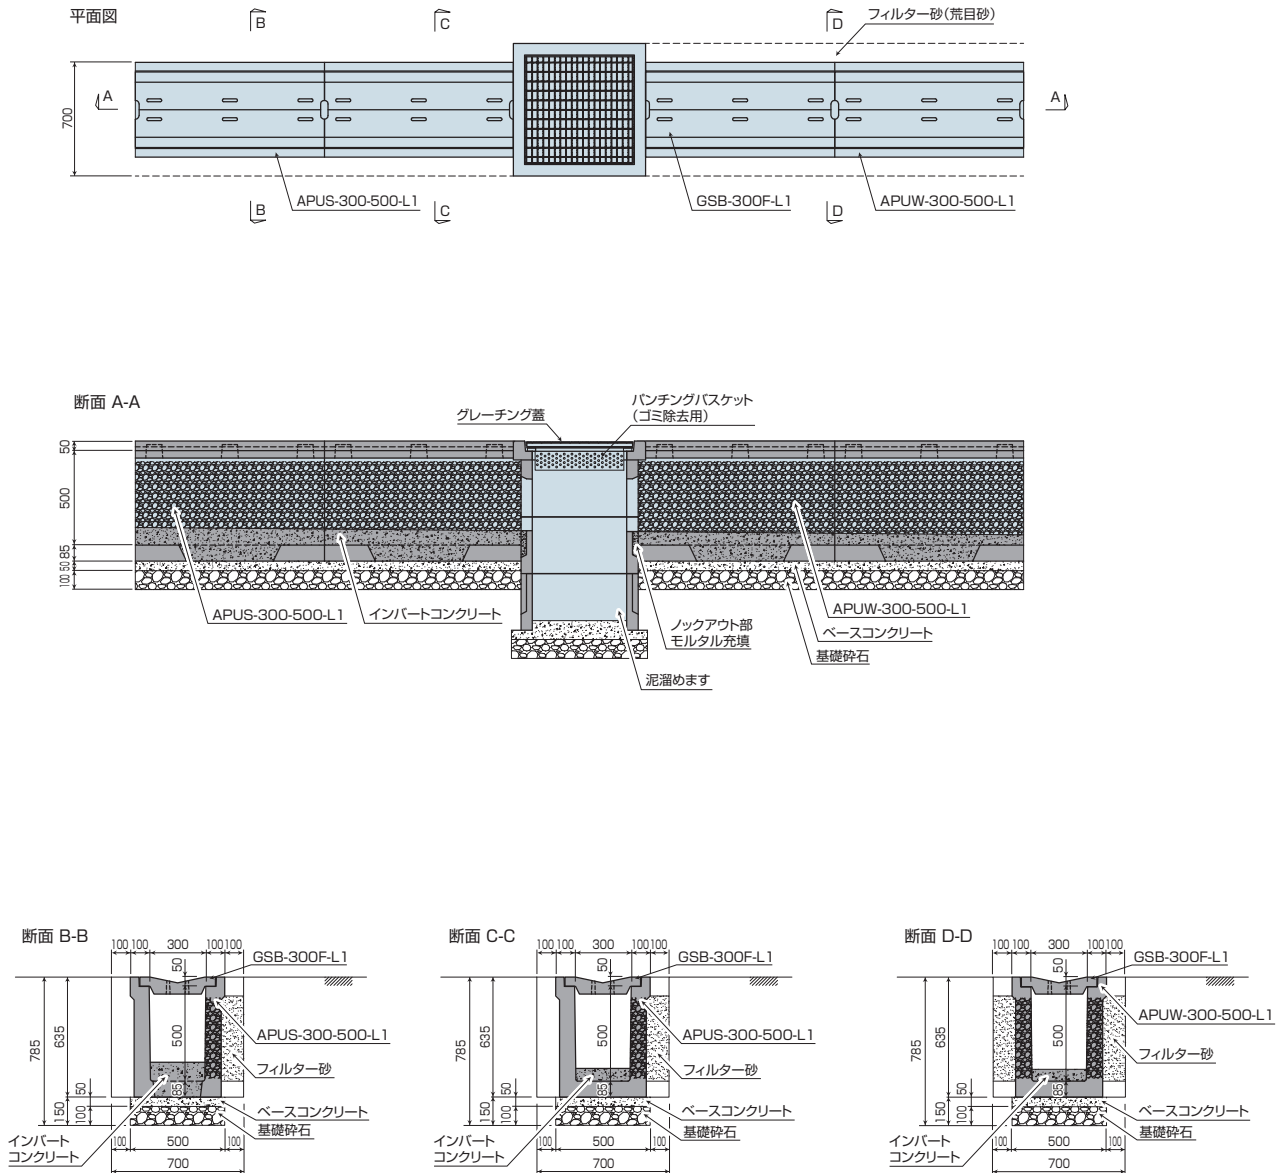 平面図
B
C
D
フィルター砂(荒目砂)
A
A
700
APUS-300-500-L1
GSB-300F-L1
APUW-300-500-L1
B
C
D
断面 A-A
グレーチング蓋
パンチングバスケット
(ゴミ除去用)
50
500
85
50
100
APUS-300-500-L1
インバートコンクリート
ノックアウト部
モルタル充填
泥溜めます
APUW-300-500-L1
ベースコンクリート
基礎砕石
断面 B-B
100 100 300 100 100
50
GSB-300F-L1
785
635
500
APUS-300-500-L1
フィルター砂
85
50
150
100
ベースコンクリート
基礎砕石
インバート
コンクリート
100 500 100
700
断面 C-C
100 100 300 100 100
50
GSB-300F-L1
785
635
500
APUS-300-500-L1
フィルター砂
85
50
150
100
ベースコンクリート
基礎砕石
インバート
コンクリート
100 500 100
700
断面 D-D
100 100 300 100 100
50
GSB-300F-L1
785
635
500
APUW-300-500-L1
フィルター砂
85
50
150
100
ベースコンクリート
基礎砕石
インバート
コンクリート
100 500 100
700